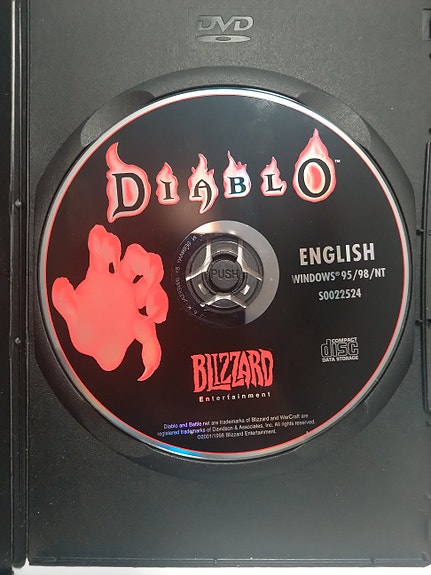 DVD
DIABLO™
ENGLISH
WINDOWS® 95/98/NT
S0022524
PUSH
BLIZZARD
Entertainment
COMPACT
disc
DATA STORAGE
Diablo and Battle.net are trademarks of Blizzard and WarCraft are
registered trademarks of Davidson & Associates, Inc. All rights reserved.
©2001/1998 Blizzard Entertainment.